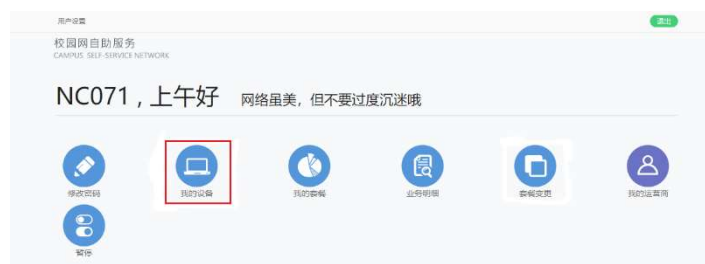 用户设置 退出
校园网自助服务
CAMPUS SELF-SERVICE NETWORK
NC071，上午好 网络虽美，但不要过度沉迷哦
修改密码 我的设备 我的套餐 业务明细 套餐变更 我的运营商
暂停